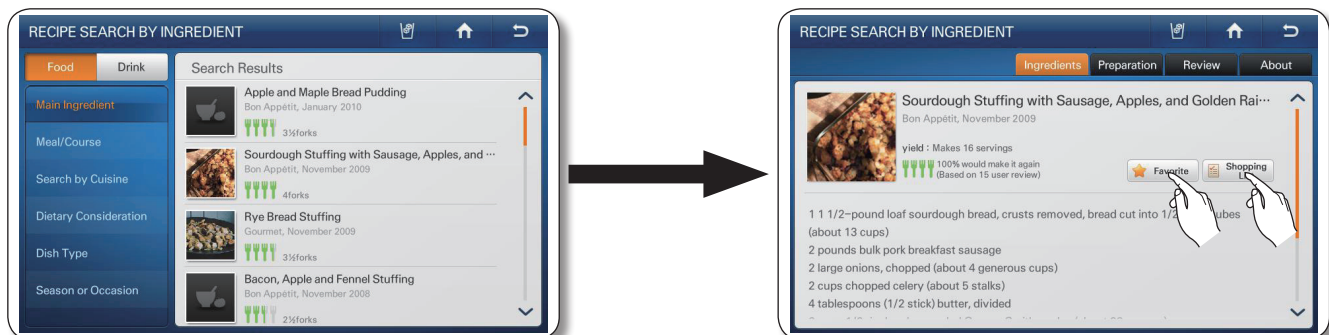 RECIPE SEARCH BY INGREDIENT
Food
Drink
Main Ingredient
Meal/Course
Search by Cuisine
Dietary Consideration
Dish Type
Season or Occasion
Search Results
Apple and Maple Bread Pudding
Bon Appétit, January 2010
3½forks
Sourdough Stuffing with Sausage, Apples, and ···
Bon Appétit, November 2009
4forks
Rye Bread Stuffing
Gourmet, November 2009
3½forks
Bacon, Apple and Fennel Stuffing
Bon Appétit, November 2008
2½forks
RECIPE SEARCH BY INGREDIENT
Ingredients
Preparation
Review
About
Sourdough Stuffing with Sausage, Apples, and Golden Rai···
Bon Appétit, November 2009
yield : Makes 16 servings
100% would make it again
(Based on 15 user review)
Favorite
Shopping
1 1 1/2-pound loaf sourdough bread, crusts removed, bread cut into
(about 13 cups)
2 pounds bulk pork breakfast sausage
2 large onions, chopped (about 4 generous cups)
2 cups chopped celery (about 5 stalks)
4 tablespoons (1/2 stick) butter, divided